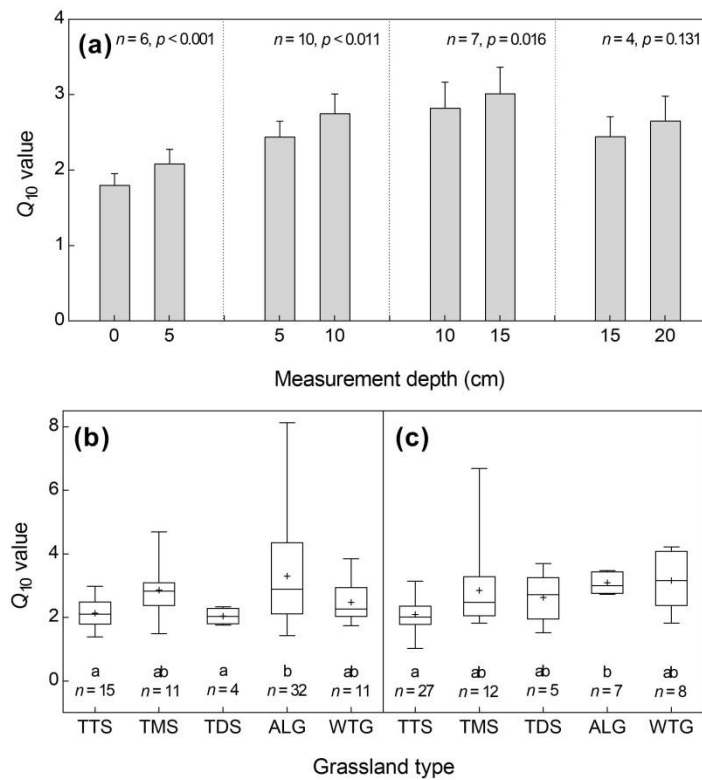 (a)
n = 6, p < 0.001 n = 10, p < 0.011 n = 7, p = 0.016 n = 4, p = 0.131
4
3
2
1
0
Q10 value
0 5 5 10 10 15 15 20
Measurement depth (cm)
(b) (c)
8
6
4
2
0
Q10 value
a ab a b ab a ab ab b ab
n = 15 n = 11 n = 4 n = 32 n = 11 n = 27 n = 12 n = 5 n = 7 n = 8
TTS TMS TDS ALG WTG TTS TMS TDS ALG WTG
Grassland type